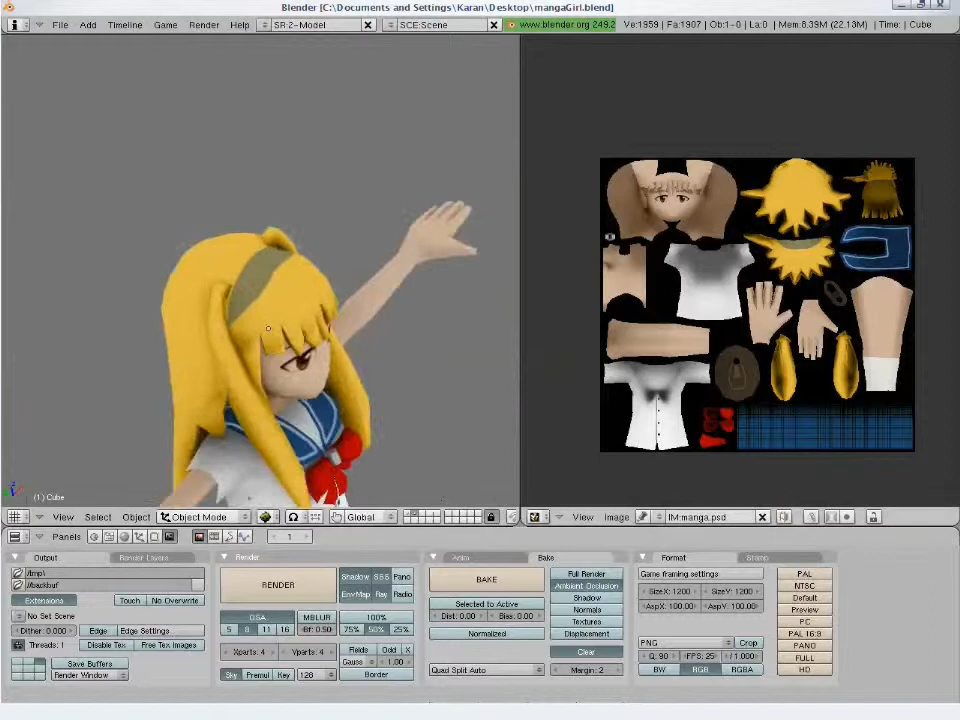 Blender [C:\Documents and Settings\Karan\Desktop\mangaGirl.blend]
File Add Timeline Game Render Help SR:2-Model SCE:Scene www.blender.org 249.2 Ve:1959 | Fa:1907 | Ob:1-0 | La:0 | Mem:8.39M (22.13M) | Time: | Cube
(1) Cube
View Select Object Object Mode Global
View Image IM:manga.psd
Panels 1
Output Render Layers
/tmp\
//backbuf
Extensions Touch No Overwrite
No Set Scene
Dither: 0.000 Edge Edge Settings
Threads: 1 Disable Tex Free Tex Images
Save Buffers
Render Window
Render
RENDER
Shadow SSS Pano
EnvMap Ray Radio
OSA MBLUR 100%
5 8 11 16 Bf: 0.50 75% 50% 25%
Xparts: 4 Yparts: 4 Fields Odd X
Gauss 1.00
Sky Premul Key 128 Border
Anim Bake
BAKE
Selected to Active
Dist: 0.00 Bias: 0.00
Normalized
Quad Split Auto
Full Render
Ambient Occlusion
Shadow
Normals
Textures
Displacement
Clear
Margin: 2
Format Stamp
Game framing settings
SizeX: 1200 SizeY: 1200
AspX: 100.00 AspY: 100.00
PNG Crop
Q: 90 FPS: 25 / 1.000
BW RGB RGBA
PAL
NTSC
Default
Preview
PC
PAL 16:9
PANO
FULL
HD